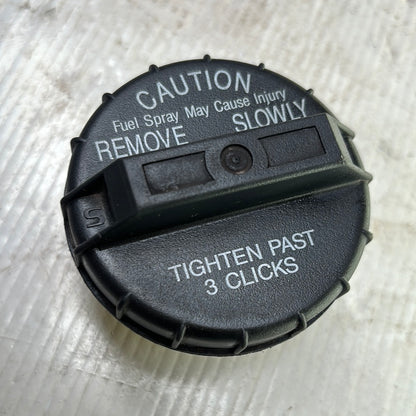 CAUTION
Fuel Spray May Cause Injury
REMOVE SLOWLY
TIGHTEN PAST
3 CLICKS